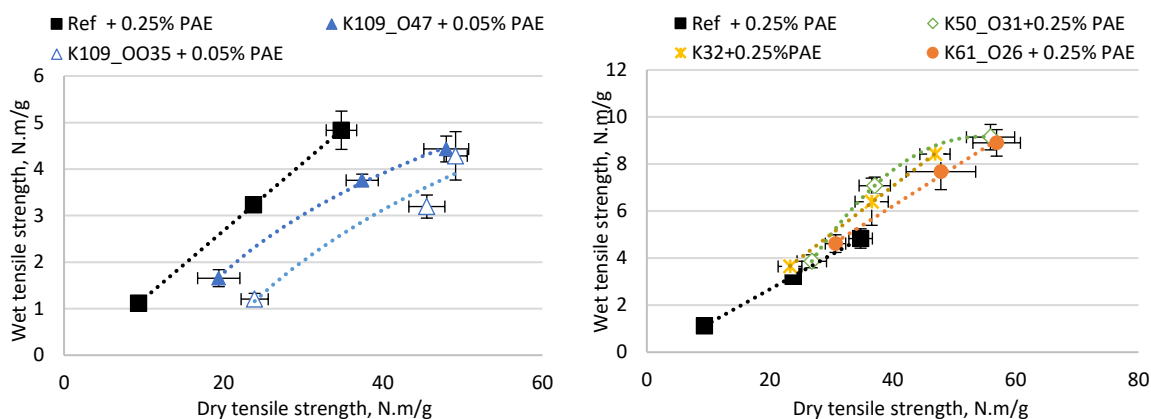 Ref + 0.25% PAE
K109_O47 + 0.05% PAE
K109_OO35 + 0.05% PAE
6
5
4
3
2
1
0
0
20
40
60
Wet tensile strength, N.m/g
Dry tensile strength, N.m/g
Ref + 0.25% PAE
K50_O31+0.25% PAE
K32+0.25%PAE
K61_O26 + 0.25% PAE
12
10
8
6
4
2
0
0
20
40
60
80
Wet tensile strength, N.m/g
Dry tensile strength, N.m/g